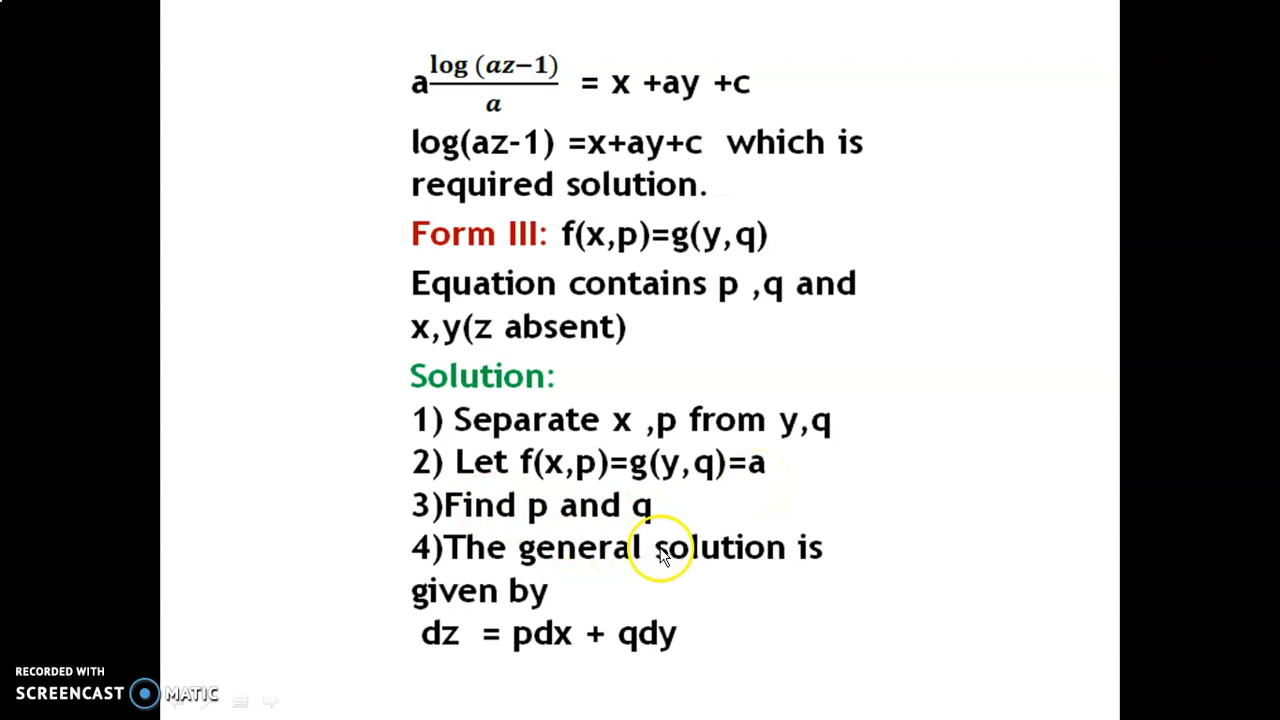 a log (az−1)/a = x +ay +c
log(az-1) =x+ay+c which is
required solution.
Form III: f(x,p)=g(y,q)
Equation contains p ,q and
x,y(z absent)
Solution:
1) Separate x ,p from y,q
2) Let f(x,p)=g(y,q)=a
3)Find p and q
4)The general solution is
given by
dz = pdx + qdy
RECORDED WITH
SCREENCAST MATIC